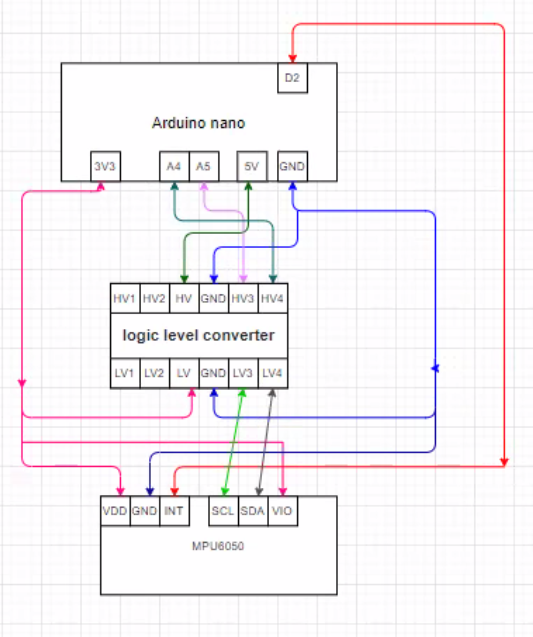 D2
Arduino nano
3V3 A4 A5 5V GND
HV1 HV2 HV GND HV3 HV4
logic level converter
LV1 LV2 LV GND LV3 LV4
VDD GND INT SCL SDA VIO
MPU6050